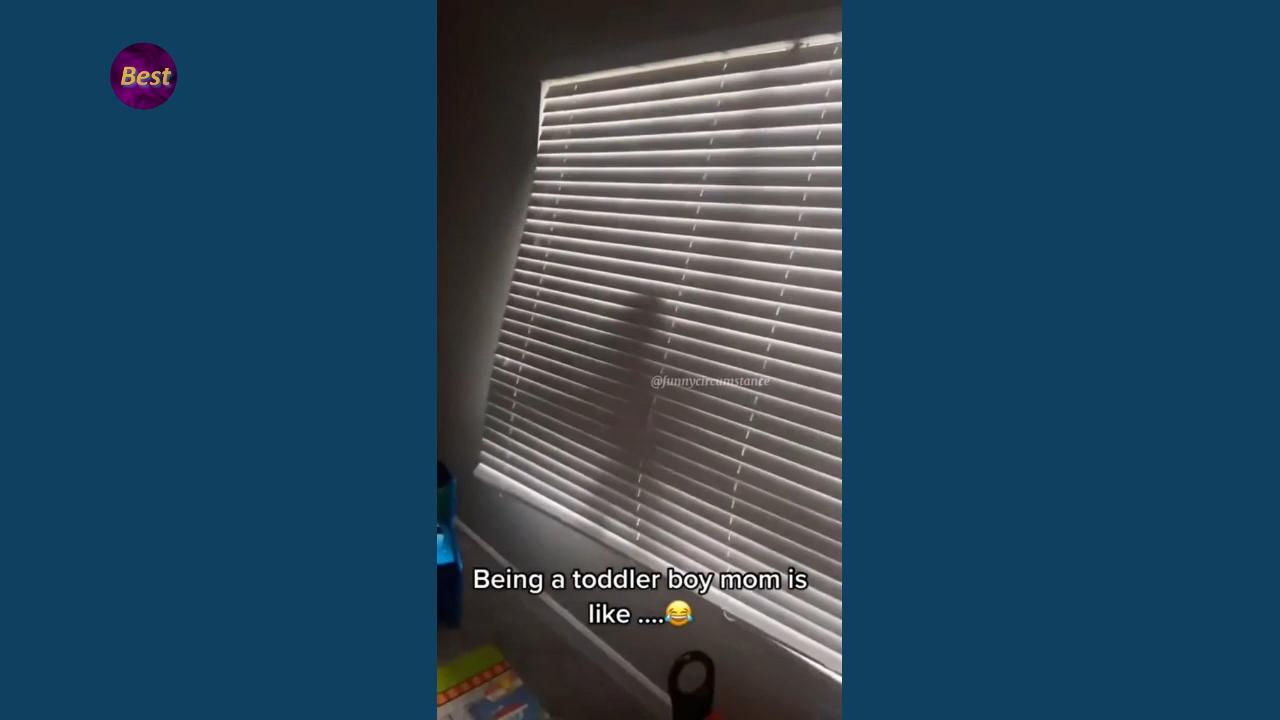 Best
@funnycircumstance
Being a toddler boy mom is
like ....😂